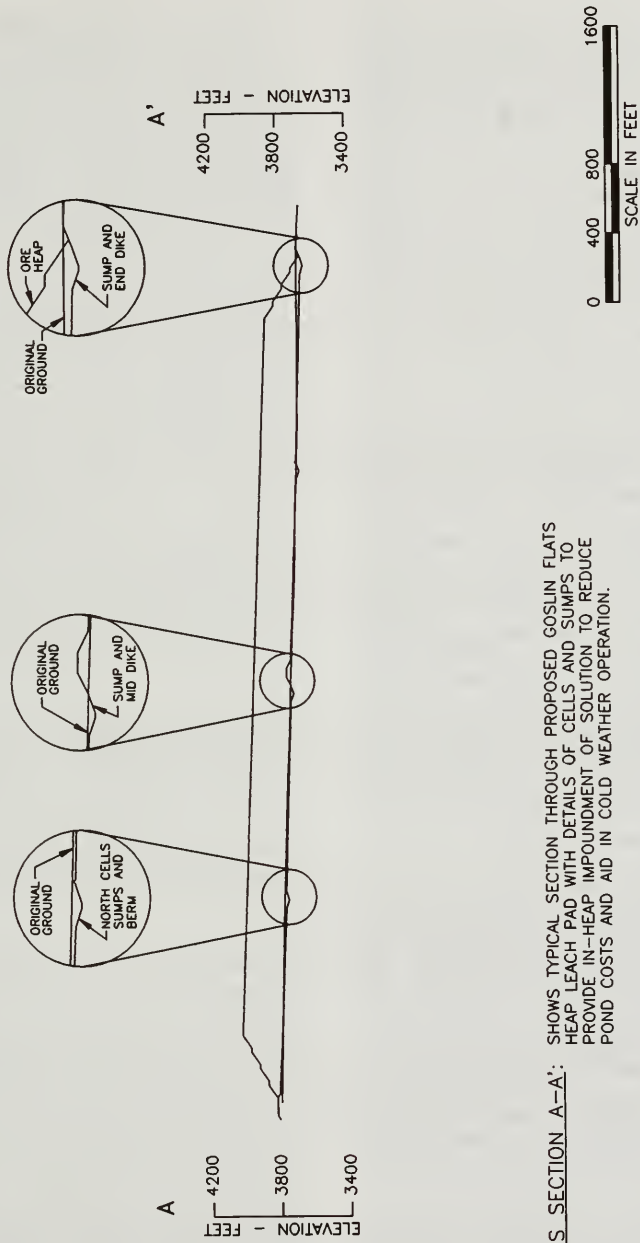 A
4200
3800
3400
ELEVATION - FEET
ORIGINAL
GROUND
NORTH CELLS
SUMPS AND
BERM
ORIGINAL
GROUND
SUMP AND
MID DIKE
ORIGINAL
GROUND
ORE
HEAP
SUMP AND
END DIKE
A'
4200
3800
3400
ELEVATION - FEET
S SECTION A-A':
SHOWS TYPICAL SECTION THROUGH PROPOSED GOSLIN FLATS
HEAP LEACH PAD WITH DETAILS OF CELLS AND SUMPS TO
PROVIDE IN-HEAP IMPOUNDMENT OF SOLUTION TO REDUCE
POND COSTS AND AID IN COLD WEATHER OPERATION.
0 400 800 1600
SCALE IN FEET